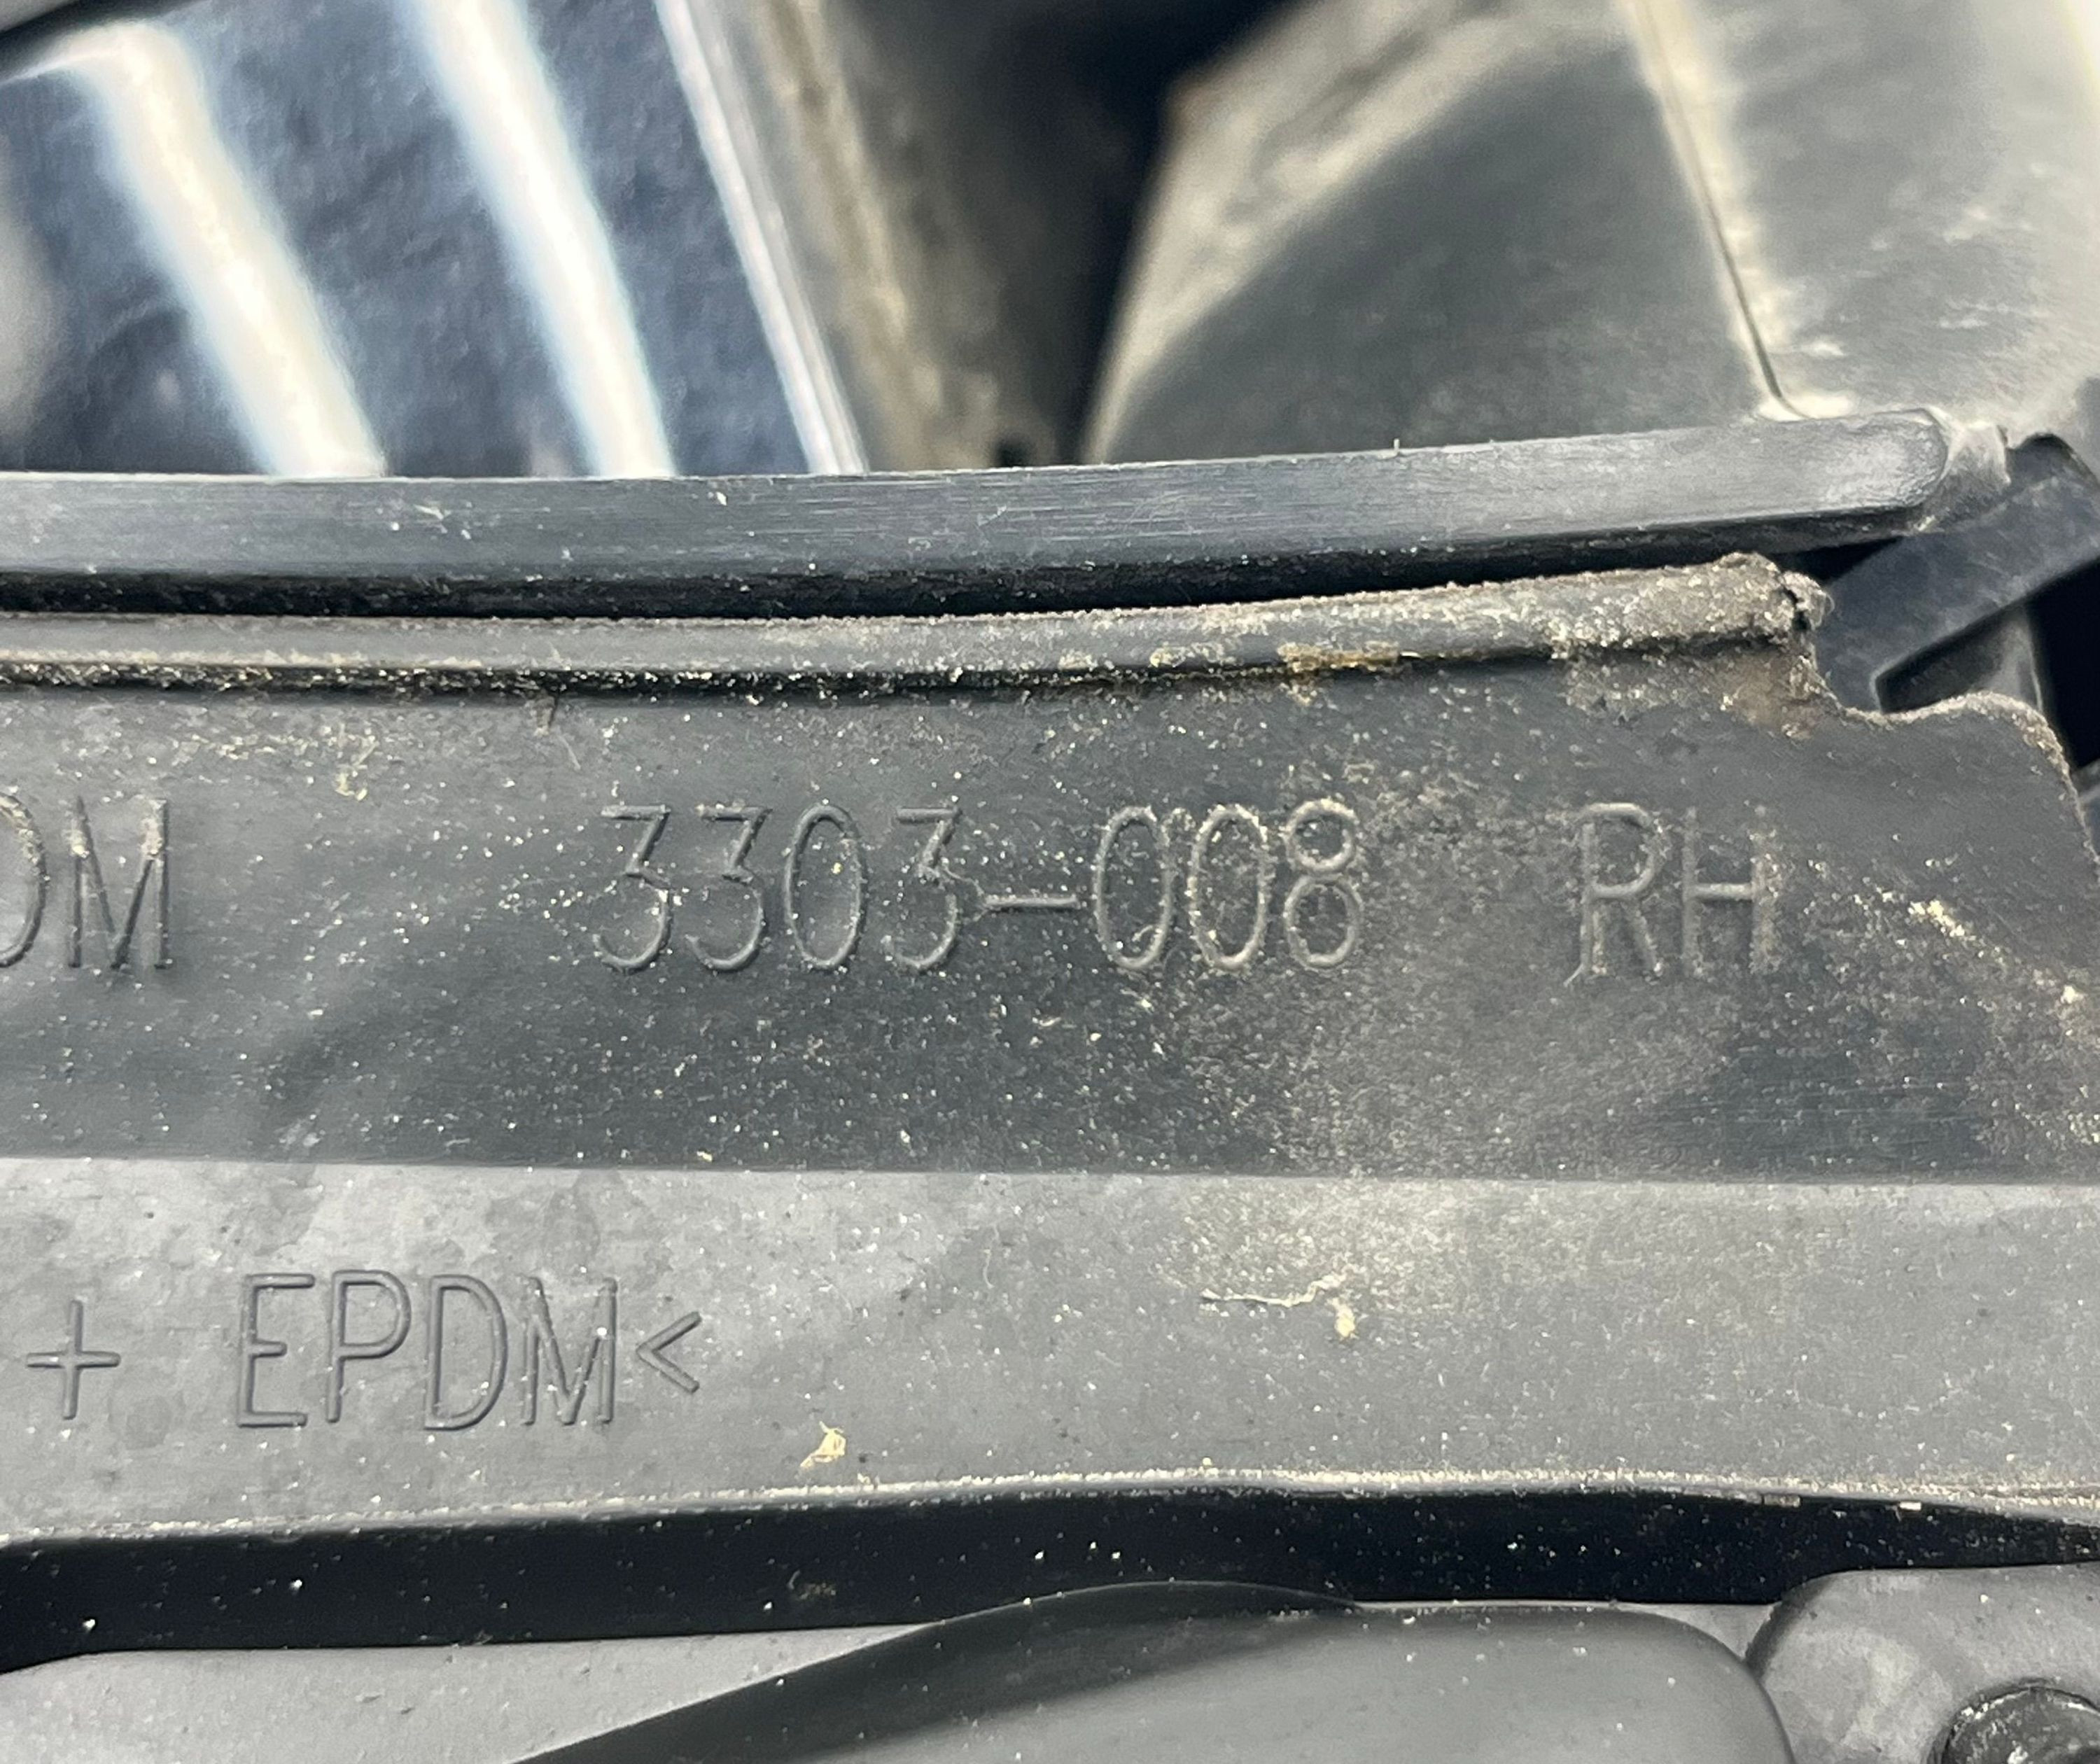 DM 3303-008 RH
+ EPDM<